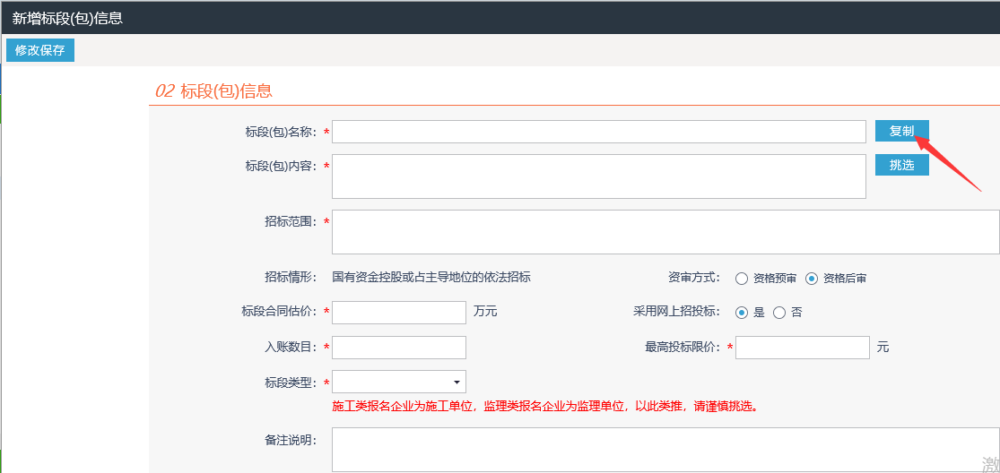 新增标段(包)信息
修改保存
02 标段(包)信息
标段(包)名称： * 复制
标段(包)内容： * 挑选
招标范围： *
招标情形： 国有资金控股或占主导地位的依法招标 资审方式： 资格预审 资格后审
标段合同估价： * 万元 采用网上招投标： 是 否
入账数目： * 最高投标限价： * 元
标段类型： *
施工类报名企业为施工单位，监理类报名企业为监理单位，以此类推，请谨慎挑选。
备注说明：
激